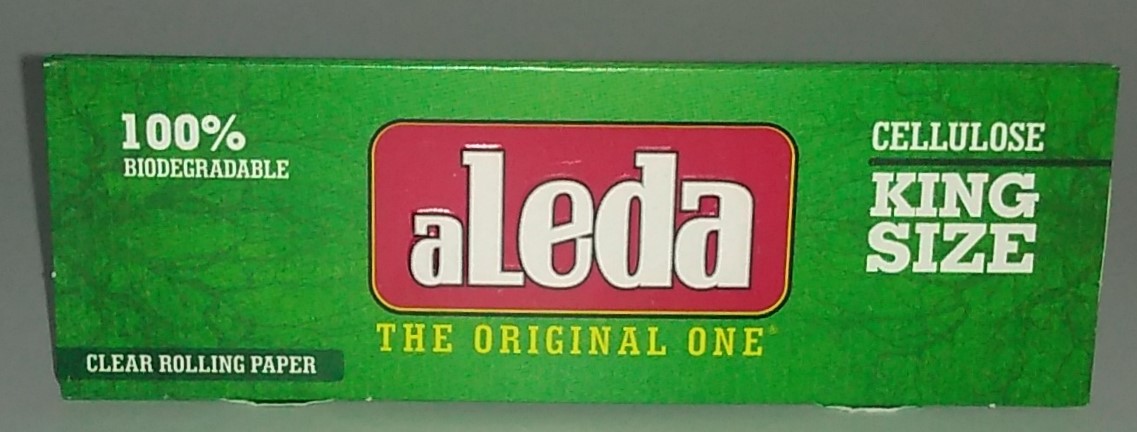 100%
BIODEGRADABLE
aLeda
THE ORIGINAL ONE®
CELLULOSE
KING
SIZE
CLEAR ROLLING PAPER